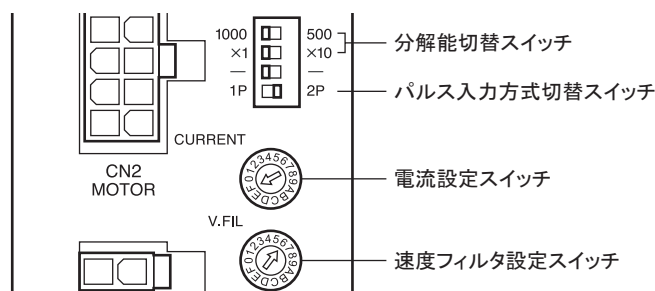 1000 500
×1 ×10
— —
1P 2P
分解能切替スイッチ
パルス入力方式切替スイッチ
CURRENT
CN2
MOTOR
0123456789ABCDEF
電流設定スイッチ
V.FIL
0123456789ABCDEF
速度フィルタ設定スイッチ